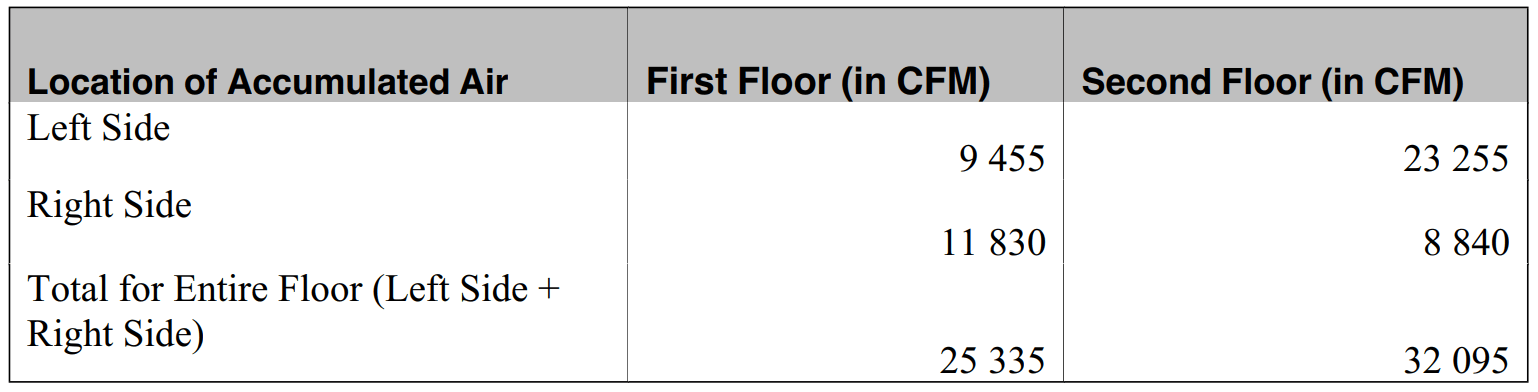 Location of Accumulated Air First Floor (in CFM) Second Floor (in CFM)
Left Side 9 455 23 255
Right Side 11 830 8 840
Total for Entire Floor (Left Side +
Right Side) 25 335 32 095